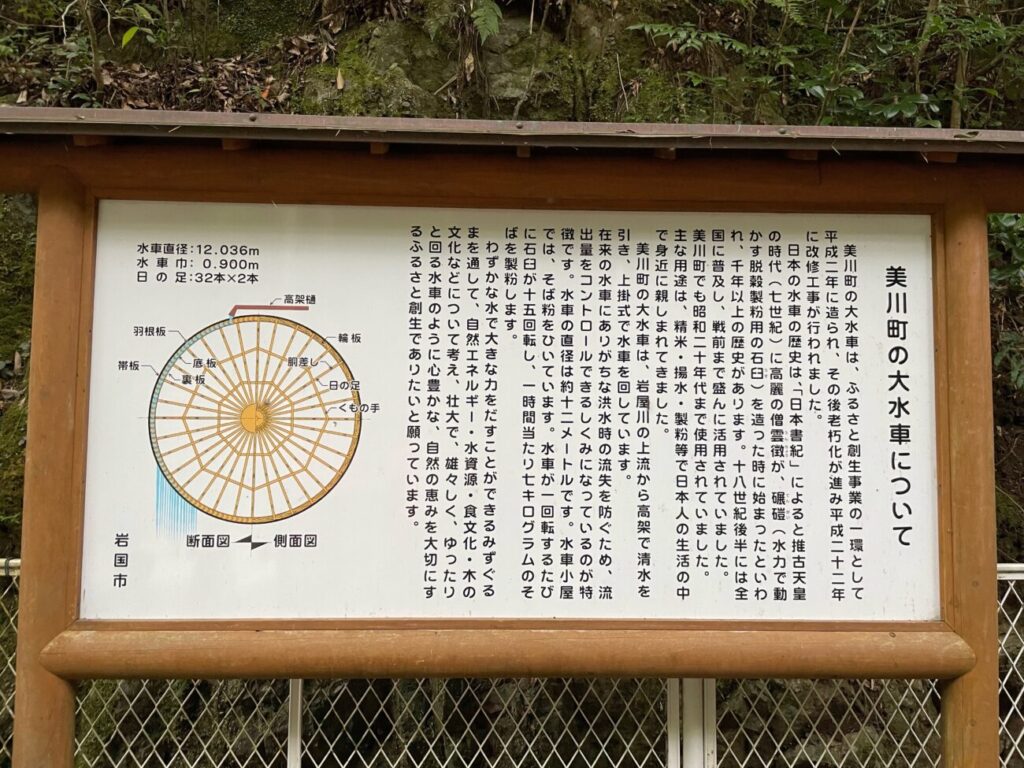 美川町の大水車について
美川町の大水車は、ふるさと創生事業の一環として
平成二年に造られ、その後老朽化が進み平成二十二年
に改修工事が行われました。
日本の水車の歴史は、「日本書紀」によると推古天皇
の時代（七世紀）に高麗の僧雲徴が、碾磑（水力で動
かす脱穀製粉用の石臼）を造った時に始まったといわ
れ、千年以上の歴史があります。十八世紀後半には全
国に普及し、戦前まで盛んに活用されていました。
美川町でも昭和二十年代まで使用されていました。
主な用途は、精米・揚水・製粉等で日本人の生活の中
で身近に親しまれてきました。
美川町の大水車は、岩屋川の上流から高架で清水を
引き、上掛式で水車を回しています。
在来の水車にありがちな洪水時の流失を防ぐため、流
出量をコントロールできるしくみになっているのが特
徴です。水車の直径は約十二メートルです。水車小屋
では、そば粉をひいています。水車が一回転するたび
に石臼が十五回転し、一時間当たり七キログラムのそ
ばを製粉します。
わずかな水で大きな力をだすことができるみずぐる
まを通して、自然エネルギー・水資源・食文化・木の
文化などについて考え、壮大で、雄々しく、ゆったり
と回る水車のように心豊かな、自然の恵みを大切にす
るふるさと創生でありたいと願っています。
水車直径：12.036m
水車巾：0.900m
日の足：32本×2本
高架樋
羽根板
輪板
底板
胴差し
帯板
裏板
日の足
くもの手
断面図
側面図
岩国市